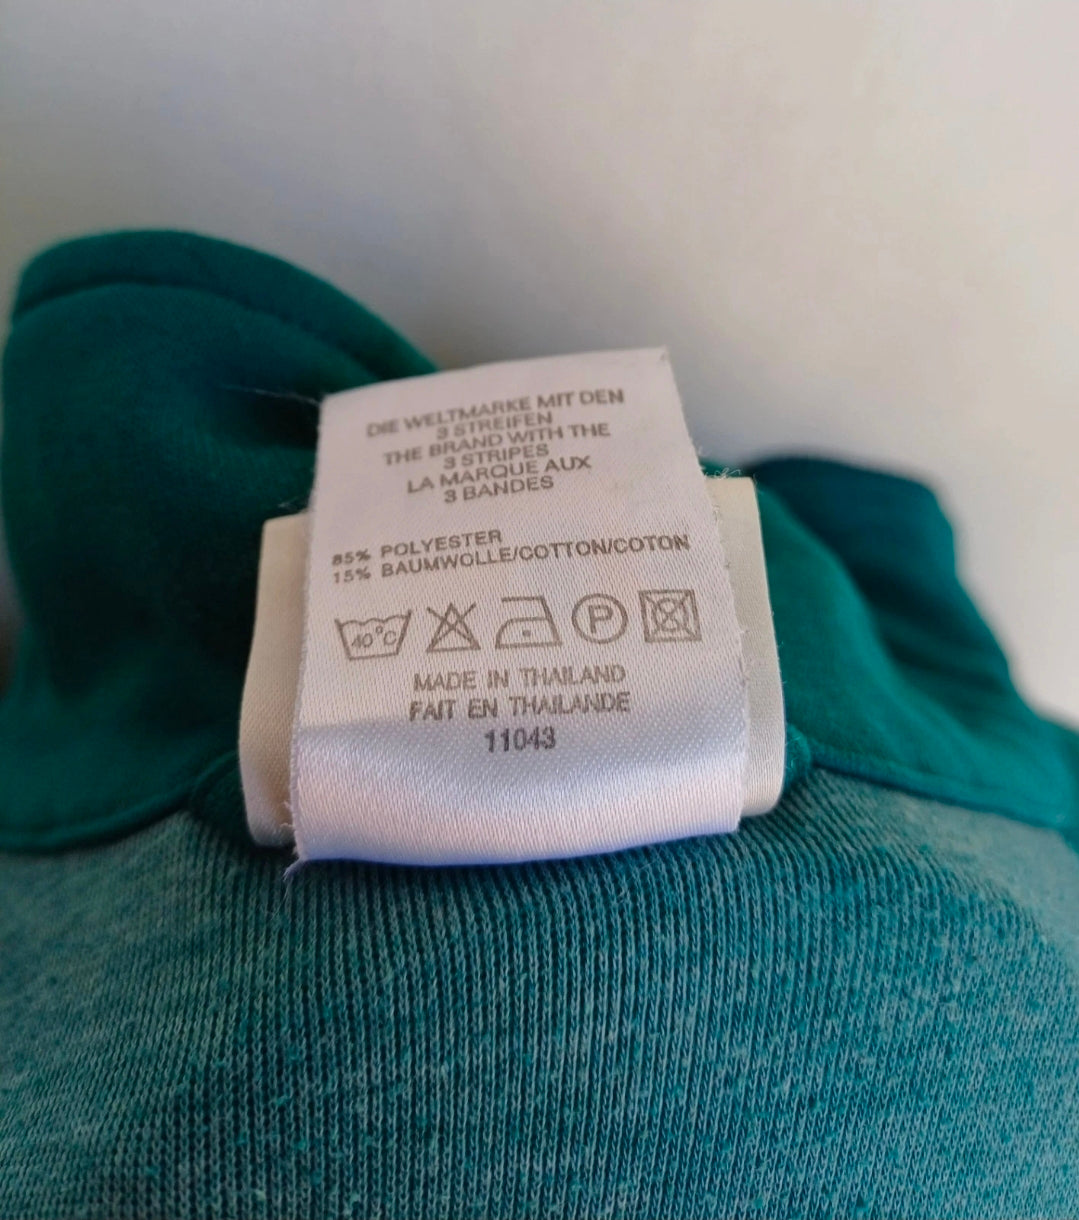 DIE WELTMARKE MIT DEN
3 STREIFEN
THE BRAND WITH THE
3 STRIPES
LA MARQUE AUX
3 BANDES
85% POLYESTER
15% BAUMWOLLE/COTTON/COTON
40°C P
MADE IN THAILAND
FAIT EN THAILANDE
11043